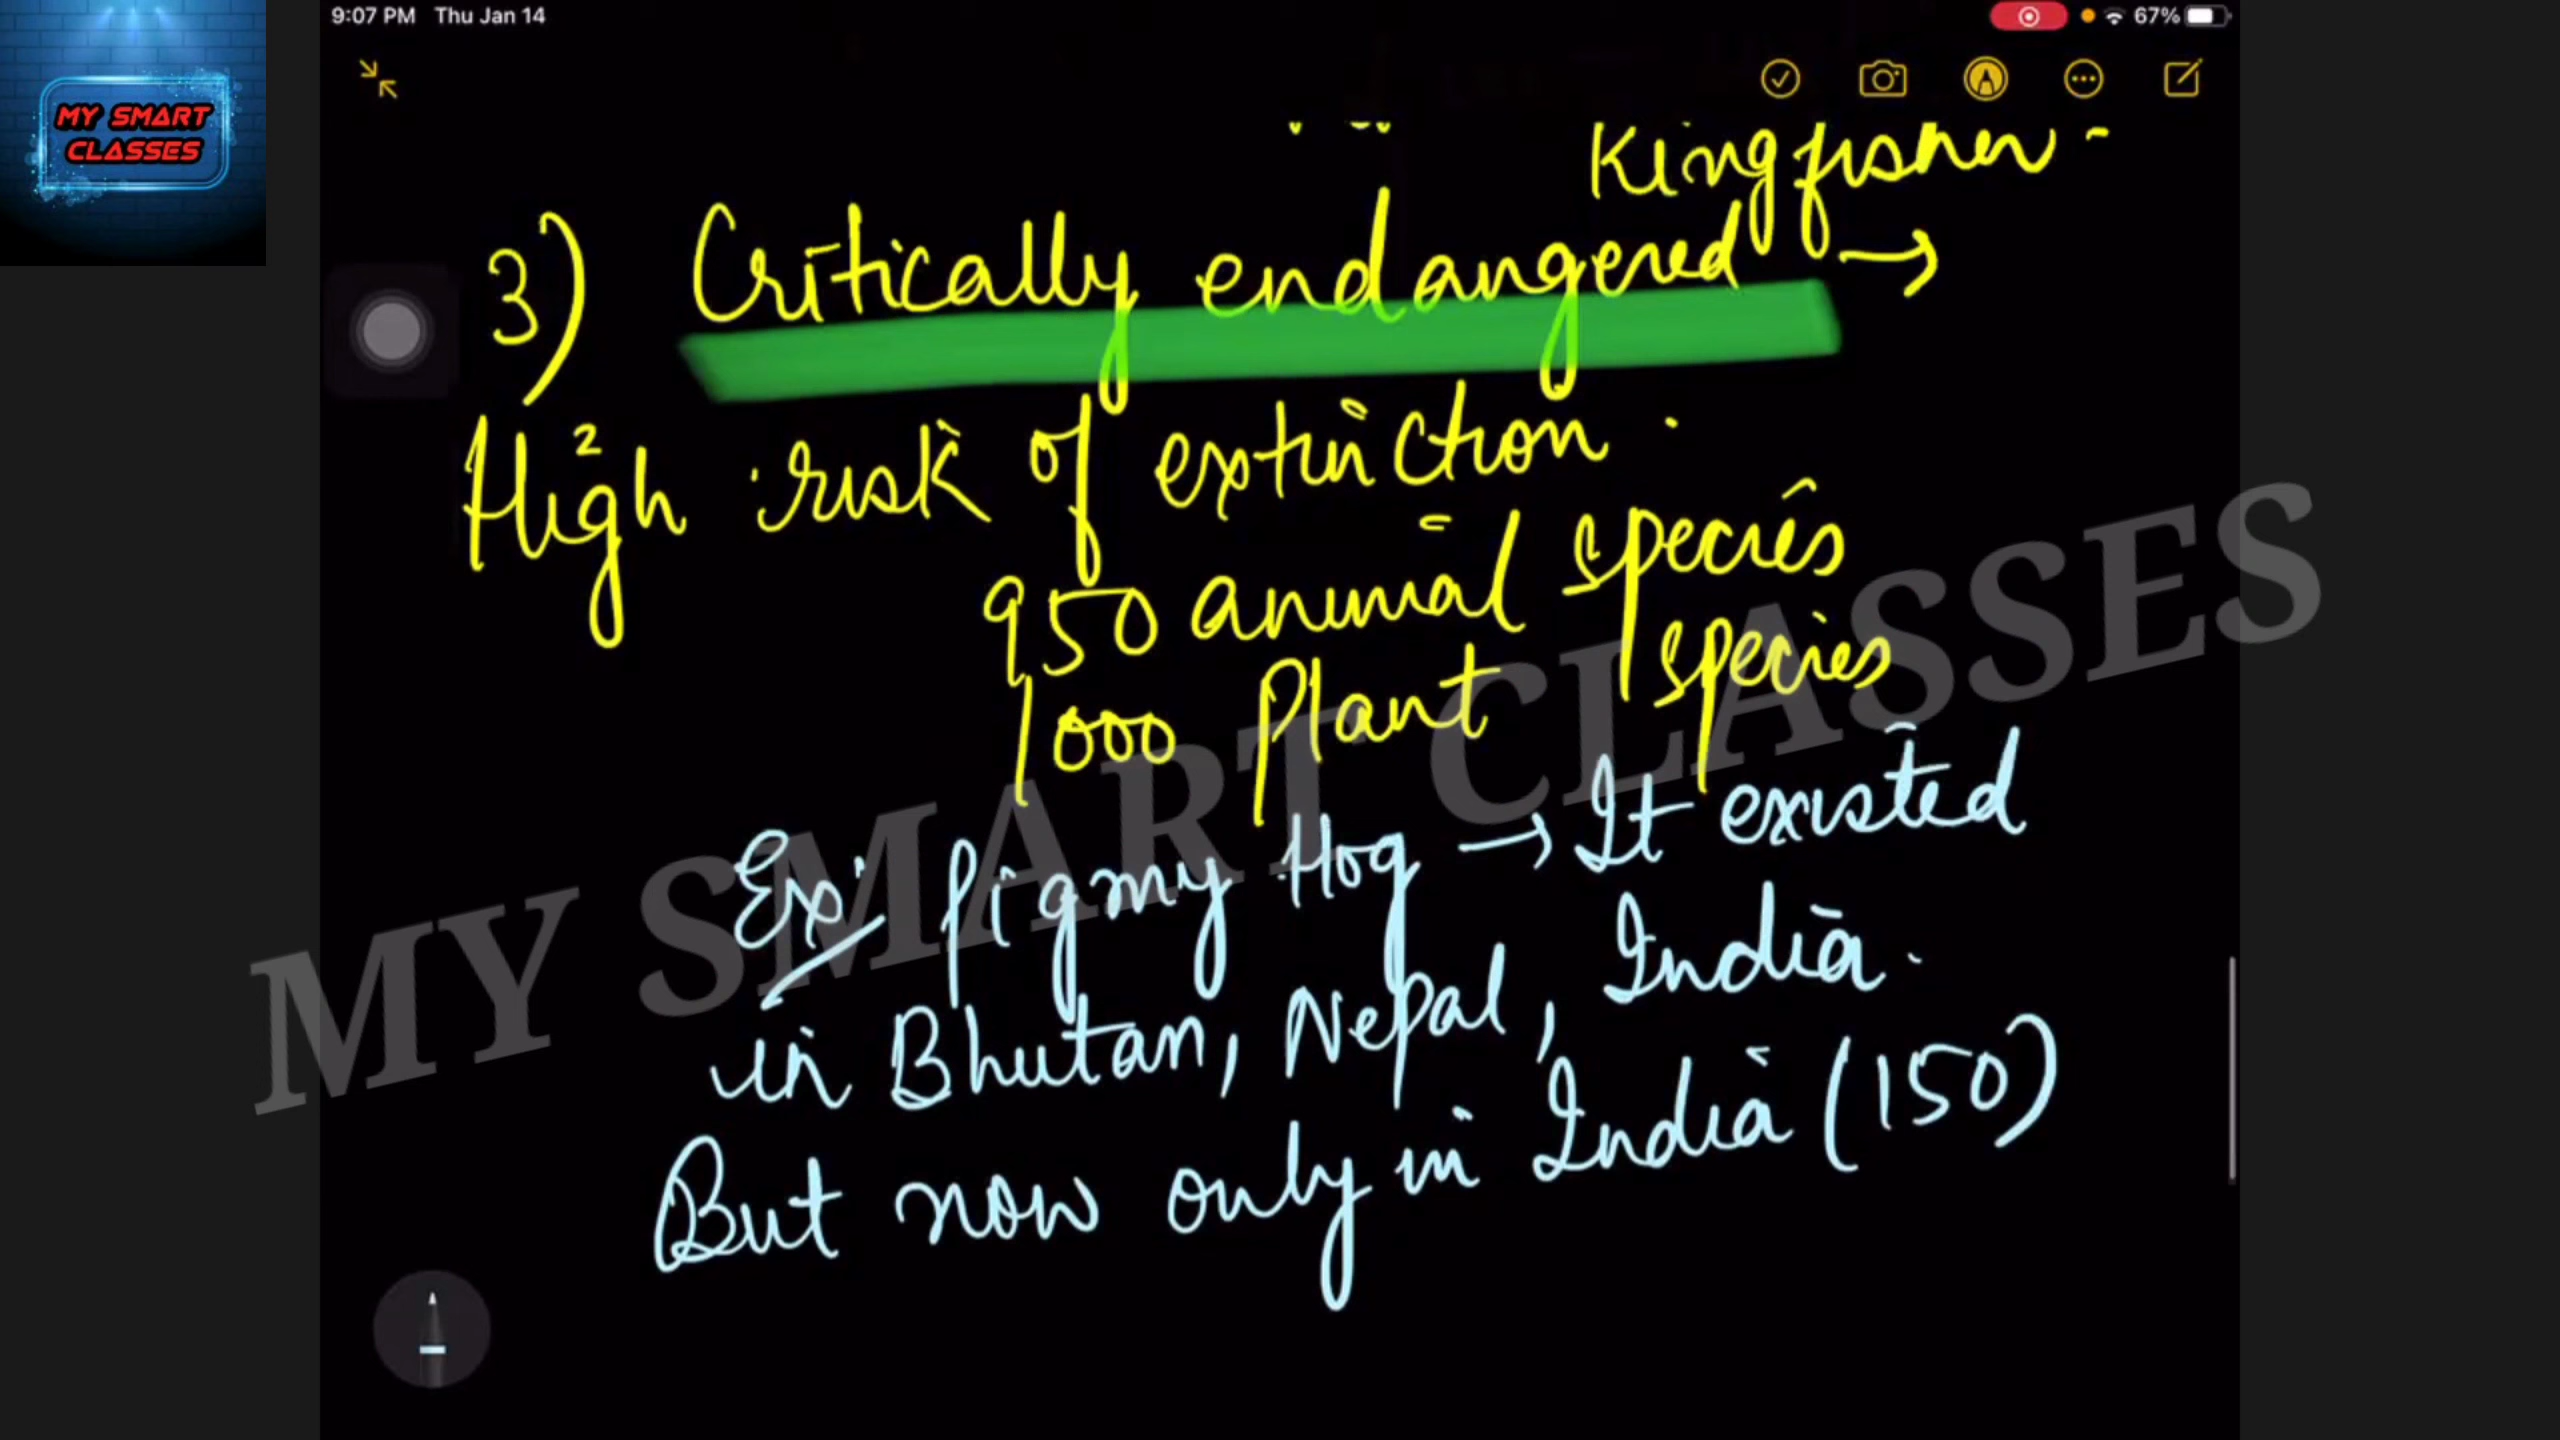 9:07 PM Thu Jan 14
67%
MY SMART
CLASSES
Kingfisher -
3) Critically endangered →
High² risk of extinction.
950 animal species
1000 Plant species
Ex:- Pigmy Hog → It existed
in Bhutan, Nepal, India.
But now only in India (150)
MY SMART CLASSES